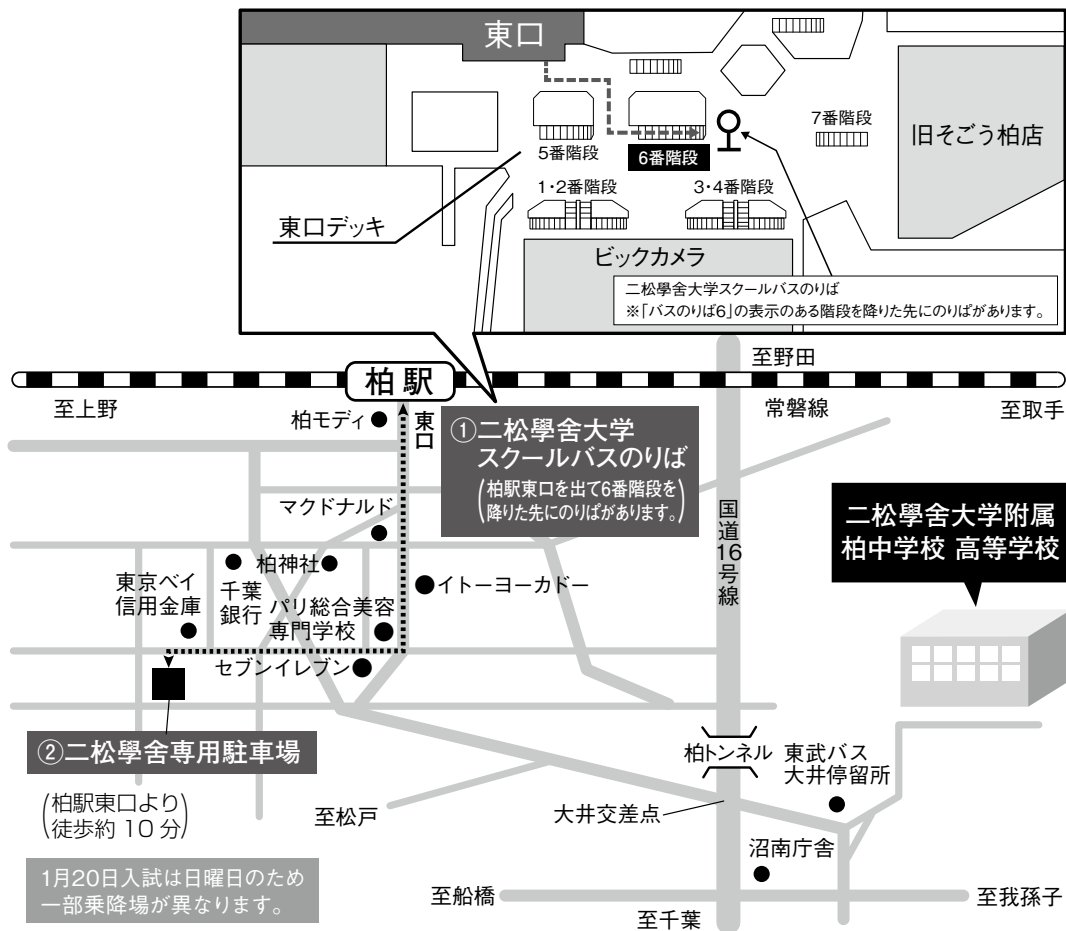 東口
7番階段
旧そごう柏店
5番階段
6番階段
1・2番階段
3・4番階段
東口デッキ
ビックカメラ
二松學舍大学スクールバスのりば
※「バスのりば6」の表示のある階段を降りた先にのりばがあります。
至野田
柏駅
至上野
常磐線
至取手
柏モディ
東口
①二松學舍大学
スクールバスのりば
(柏駅東口を出て6番階段を
降りた先にのりばがあります。)
マクドナルド
国道16号線
二松學舍大学附属
柏中学校 高等学校
柏神社
イトーヨーカドー
東京ベイ
信用金庫
千葉
銀行
パリ総合美容
専門学校
セブンイレブン
②二松學舍専用駐車場
(柏駅東口より
徒歩約 10 分)
柏トンネル
東武バス
大井停留所
至松戸
大井交差点
沼南庁舎
1月20日入試は日曜日のため
一部乗降場が異なります。
至船橋
至我孫子
至千葉